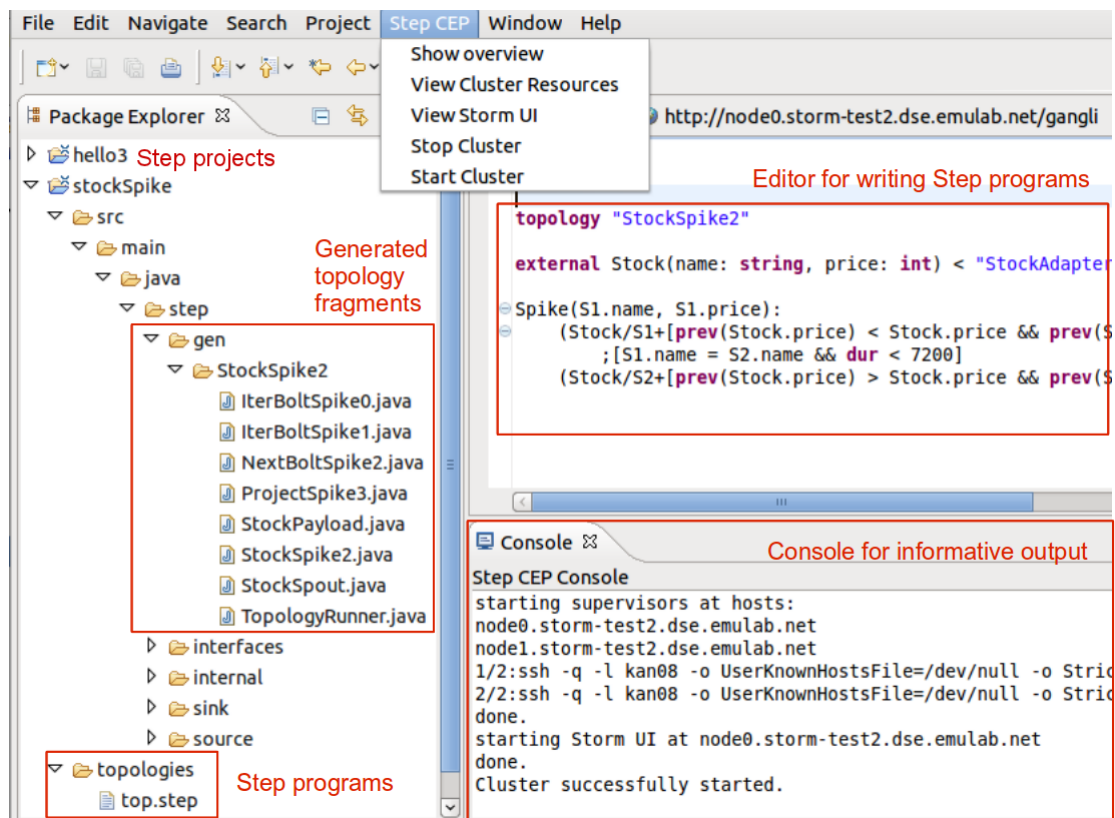 File Edit Navigate Search Project Step CEP Window Help
Show overview
View Cluster Resources
View Storm UI
Stop Cluster
Start Cluster
Package Explorer
http://node0.storm-test2.dse.emulab.net/gangli
hello3 Step projects
stockSpike
src
main
java
step
gen
StockSpike2
IterBoltSpike0.java
IterBoltSpike1.java
NextBoltSpike2.java
ProjectSpike3.java
StockPayload.java
StockSpike2.java
StockSpout.java
TopologyRunner.java
interfaces
internal
sink
source
topologies
top.step
Generated
topology
fragments
Step programs
Editor for writing Step programs
topology "StockSpike2"
external Stock(name: string, price: int) < "StockAdapter
Spike(S1.name, S1.price):
(Stock/S1+[prev(Stock.price) < Stock.price && prev(S
;[S1.name = S2.name && dur < 7200]
(Stock/S2+[prev(Stock.price) > Stock.price && prev(S
Console
Console for informative output
Step CEP Console
starting supervisors at hosts:
node0.storm-test2.dse.emulab.net
node1.storm-test2.dse.emulab.net
1/2:ssh -q -l kan08 -o UserKnownHostsFile=/dev/null -o Stric
2/2:ssh -q -l kan08 -o UserKnownHostsFile=/dev/null -o Stric
done.
starting Storm UI at node0.storm-test2.dse.emulab.net
done.
Cluster successfully started.